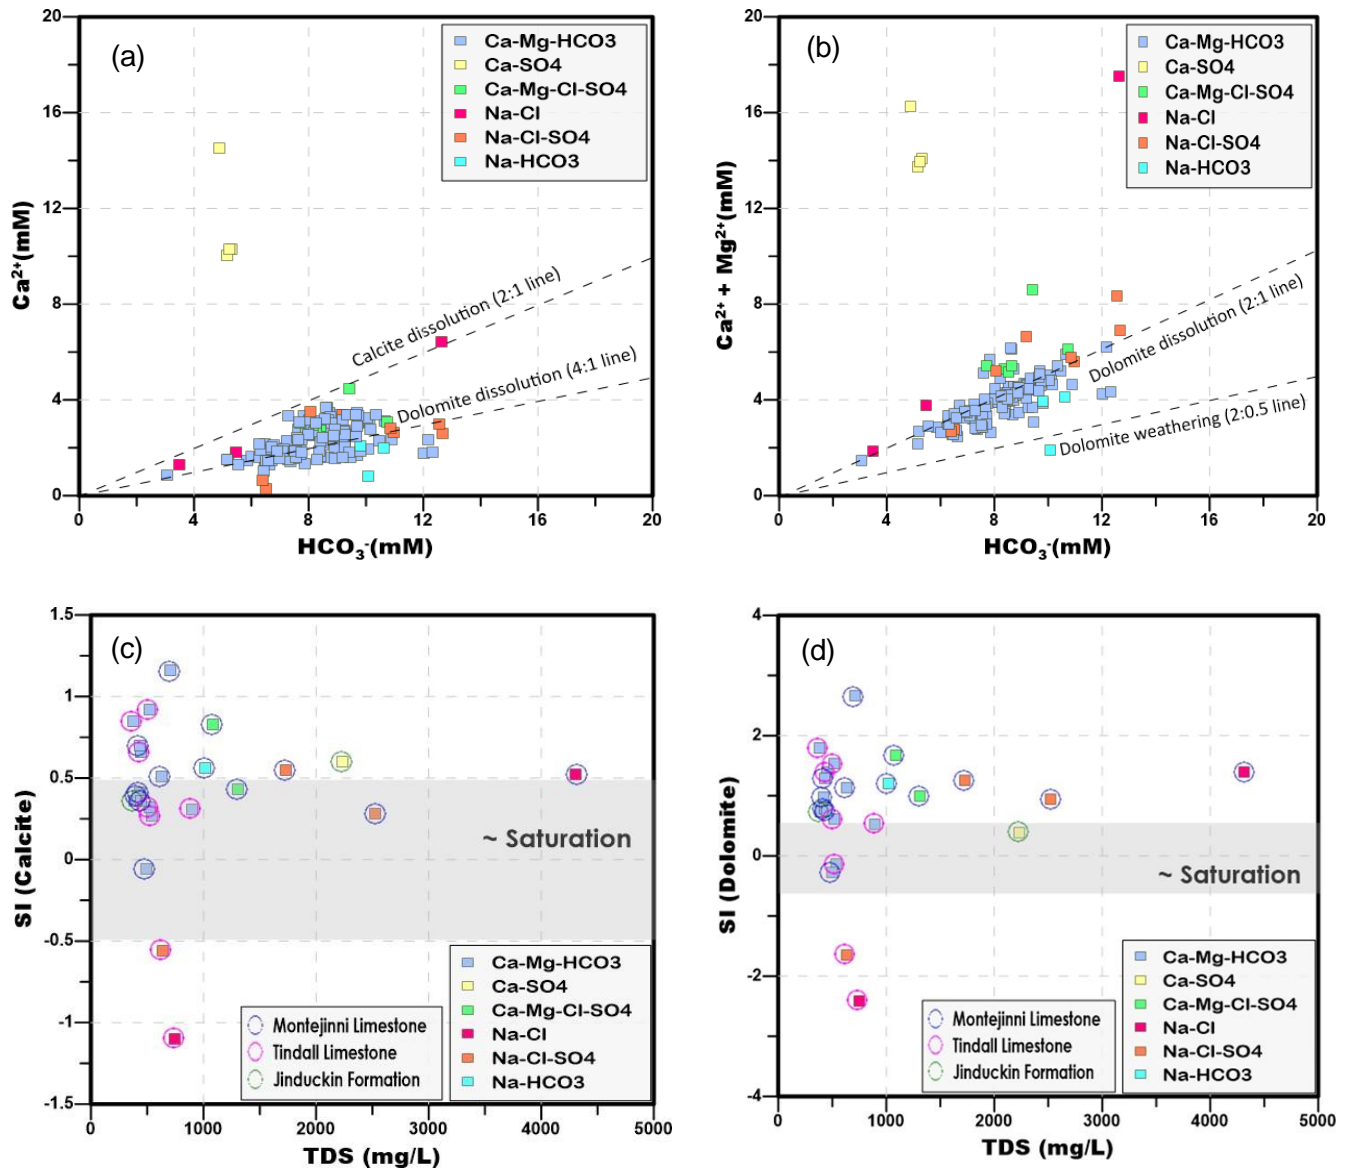 (a)
20
16
12
8
4
0
Ca2+(mM)
Ca-Mg-HCO3
Ca-SO4
Ca-Mg-Cl-SO4
Na-Cl
Na-Cl-SO4
Na-HCO3
Calcite dissolution (2:1 line)
Dolomite dissolution (4:1 line)
0 4 8 12 16 20
HCO3-(mM)
(b)
20
16
12
8
4
0
Ca2+ + Mg2+(mM)
Ca-Mg-HCO3
Ca-SO4
Ca-Mg-Cl-SO4
Na-Cl
Na-Cl-SO4
Na-HCO3
Dolomite dissolution (2:1 line)
Dolomite weathering (2:0.5 line)
0 4 8 12 16 20
HCO3-(mM)
(c)
1.5
1
0.5
0
-0.5
-1
-1.5
SI (Calcite)
~ Saturation
Montejinni Limestone
Tindall Limestone
Jinduckin Formation
Ca-Mg-HCO3
Ca-SO4
Ca-Mg-Cl-SO4
Na-Cl
Na-Cl-SO4
Na-HCO3
0 1000 2000 3000 4000 5000
TDS (mg/L)
(d)
4
2
0
-2
-4
SI (Dolomite)
~ Saturation
Montejinni Limestone
Tindall Limestone
Jinduckin Formation
Ca-Mg-HCO3
Ca-SO4
Ca-Mg-Cl-SO4
Na-Cl
Na-Cl-SO4
Na-HCO3
0 1000 2000 3000 4000 5000
TDS (mg/L)